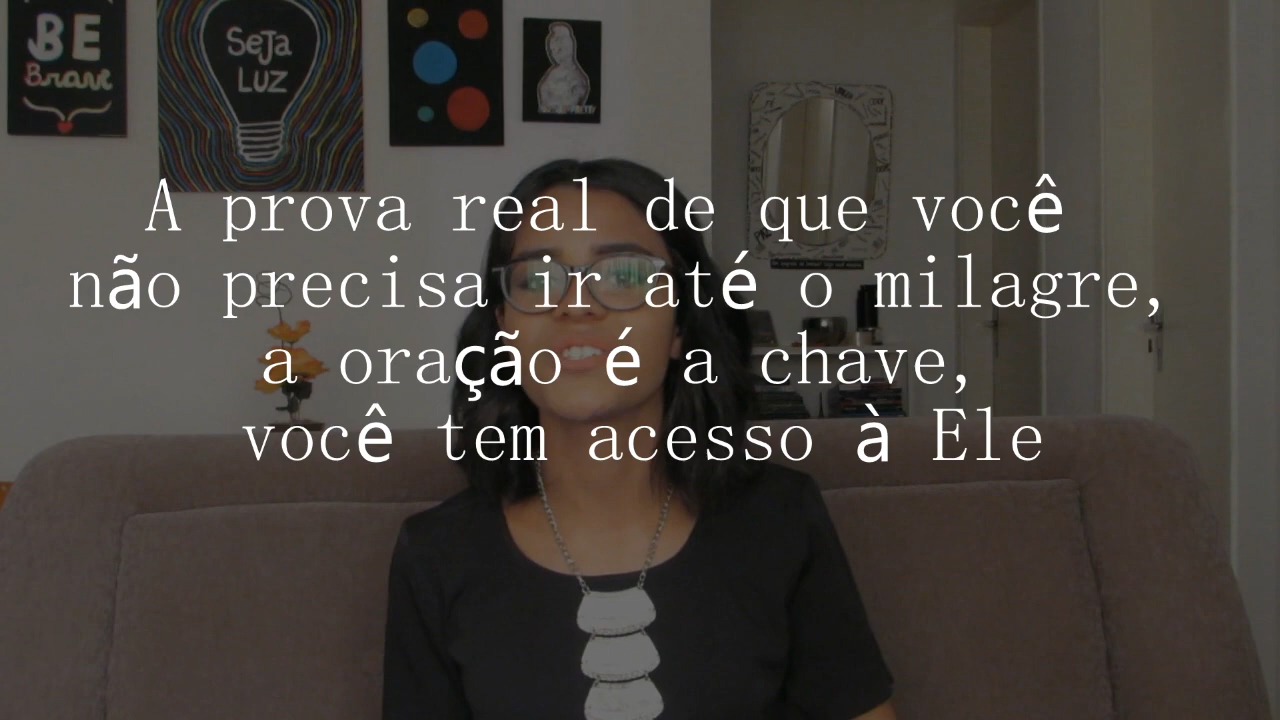 BE
Brave
SeJa
LUZ
A prova real de que você
não precisa ir até o milagre,
a oração é a chave,
você tem acesso à Ele